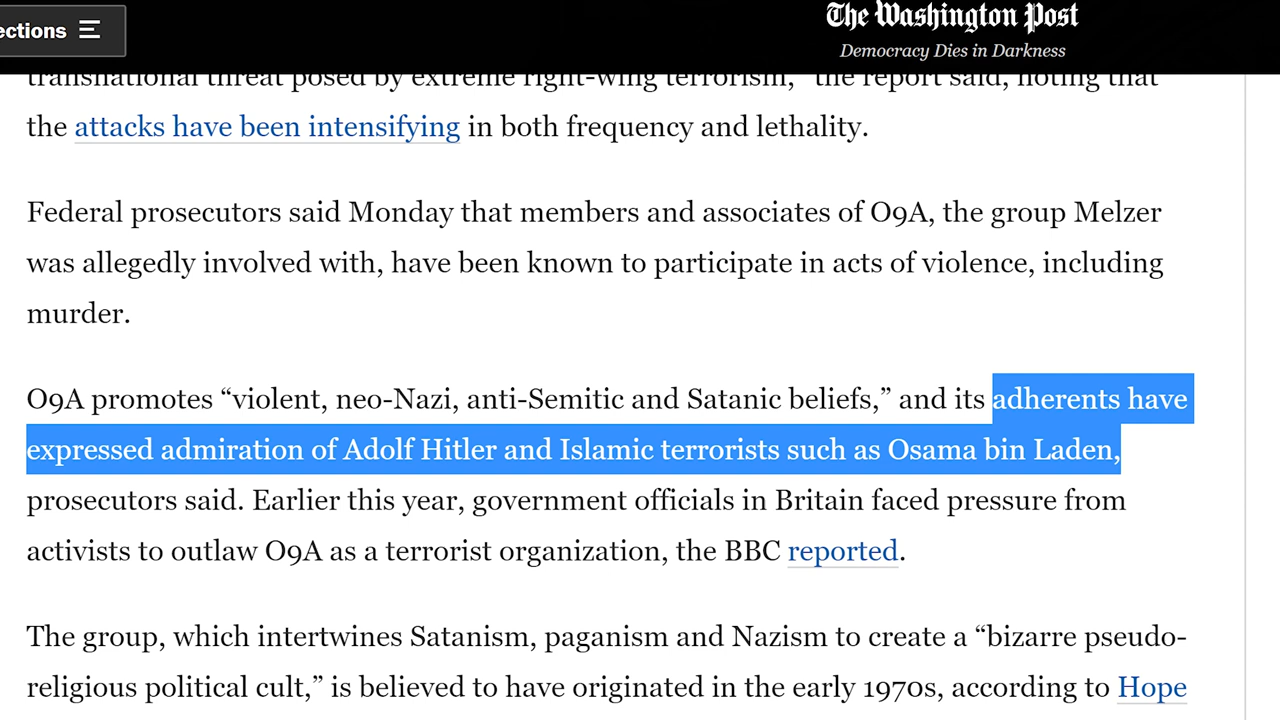 ections
The Washington Post
Democracy Dies in Darkness
transnational threat posed by extreme right-wing terrorism,” the report said, noting that
the attacks have been intensifying in both frequency and lethality.
Federal prosecutors said Monday that members and associates of O9A, the group Melzer
was allegedly involved with, have been known to participate in acts of violence, including
murder.
O9A promotes “violent, neo-Nazi, anti-Semitic and Satanic beliefs,” and its adherents have
expressed admiration of Adolf Hitler and Islamic terrorists such as Osama bin Laden,
prosecutors said. Earlier this year, government officials in Britain faced pressure from
activists to outlaw O9A as a terrorist organization, the BBC reported.
The group, which intertwines Satanism, paganism and Nazism to create a “bizarre pseudo-
religious political cult,” is believed to have originated in the early 1970s, according to Hope